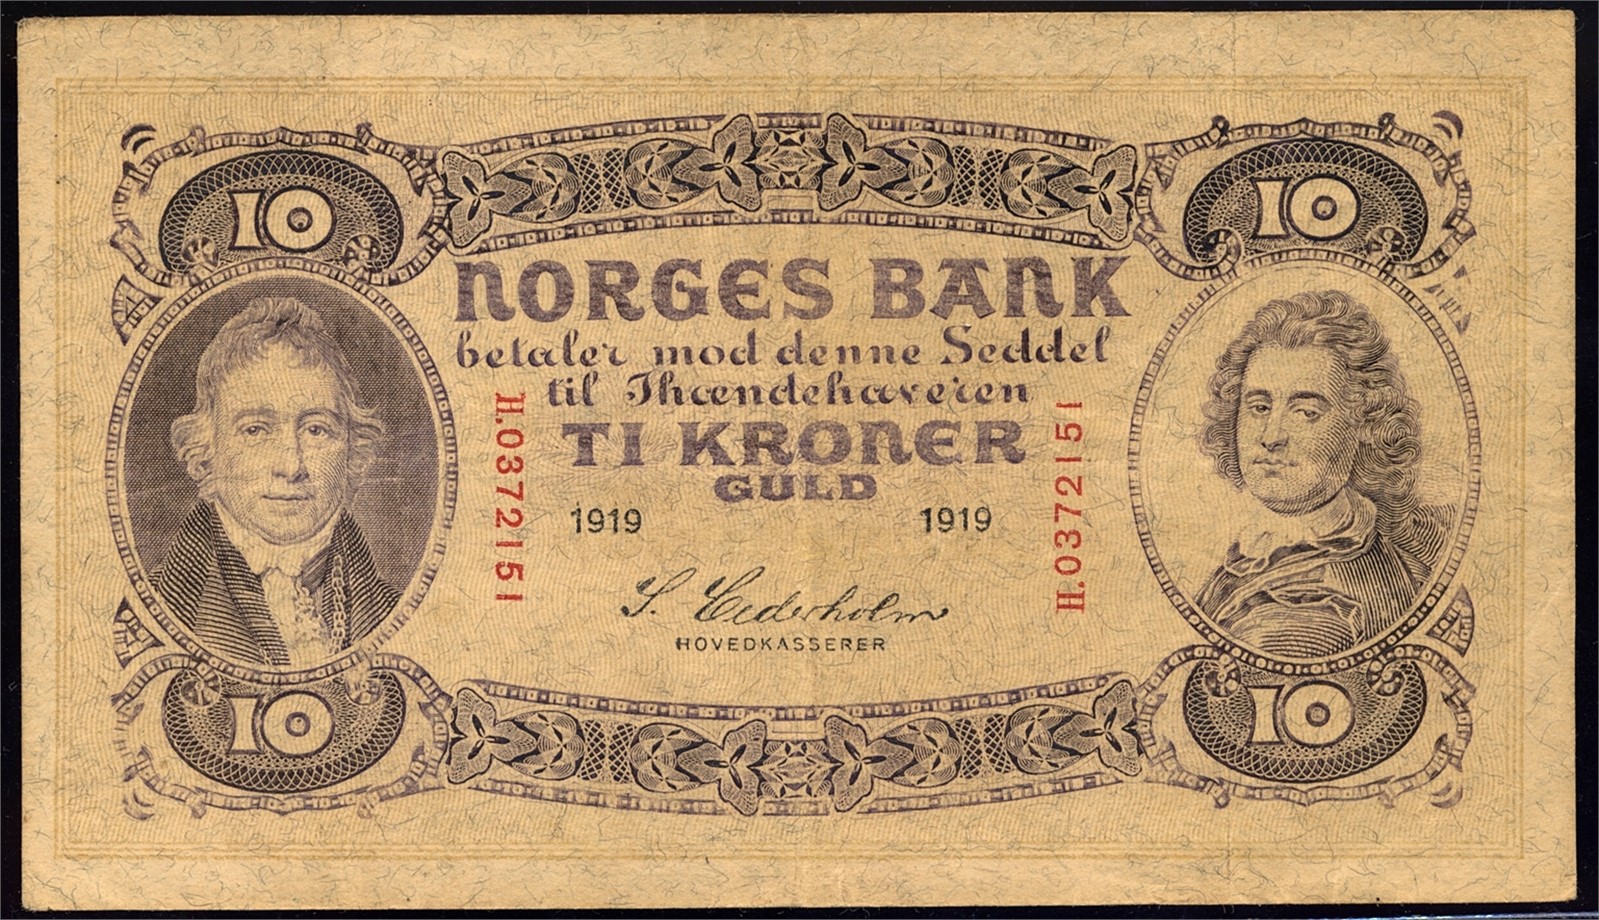 10
10
NORGES BANK
betaler mod denne Seddel
til Ihændehaveren
TI KRONER
GULD
H.0372151
H.0372151
1919
1919
S. Cederholm
HOVEDKASSERER
10
10